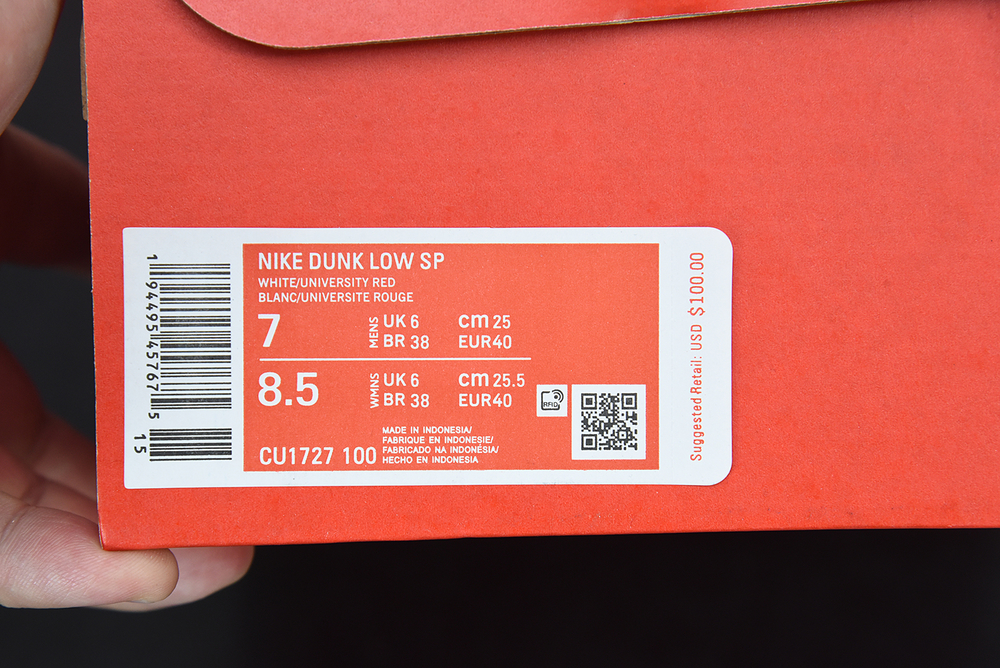 1 94495 45767 5
15
NIKE DUNK LOW SP
WHITE/UNIVERSITY RED
BLANC/UNIVERSITE ROUGE
7 MENS UK 6 cm 25
BR 38 EUR40
8.5 WMNS UK 6 cm 25.5
BR 38 EUR40
RFID
CU1727 100
MADE IN INDONESIA/
FABRIQUE EN INDONESIE/
FABRICADO NA INDONÉSIA/
HECHO EN INDONESIA
Suggested Retail: USD $100.00